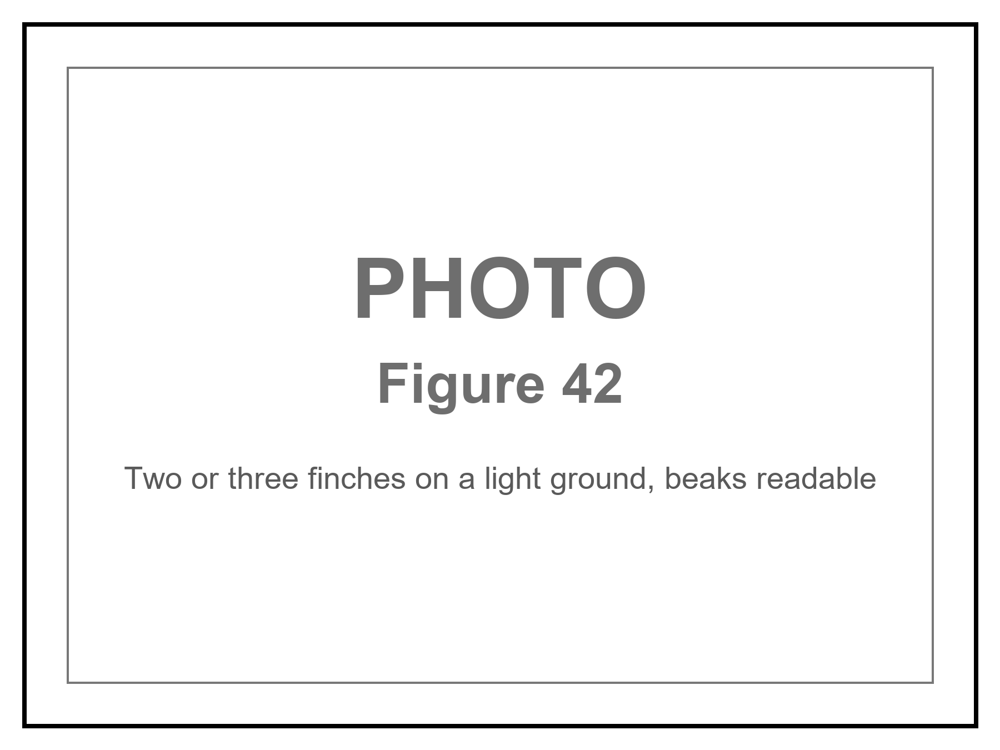 PHOTO
Figure 42
Two or three finches on a light ground, beaks readable